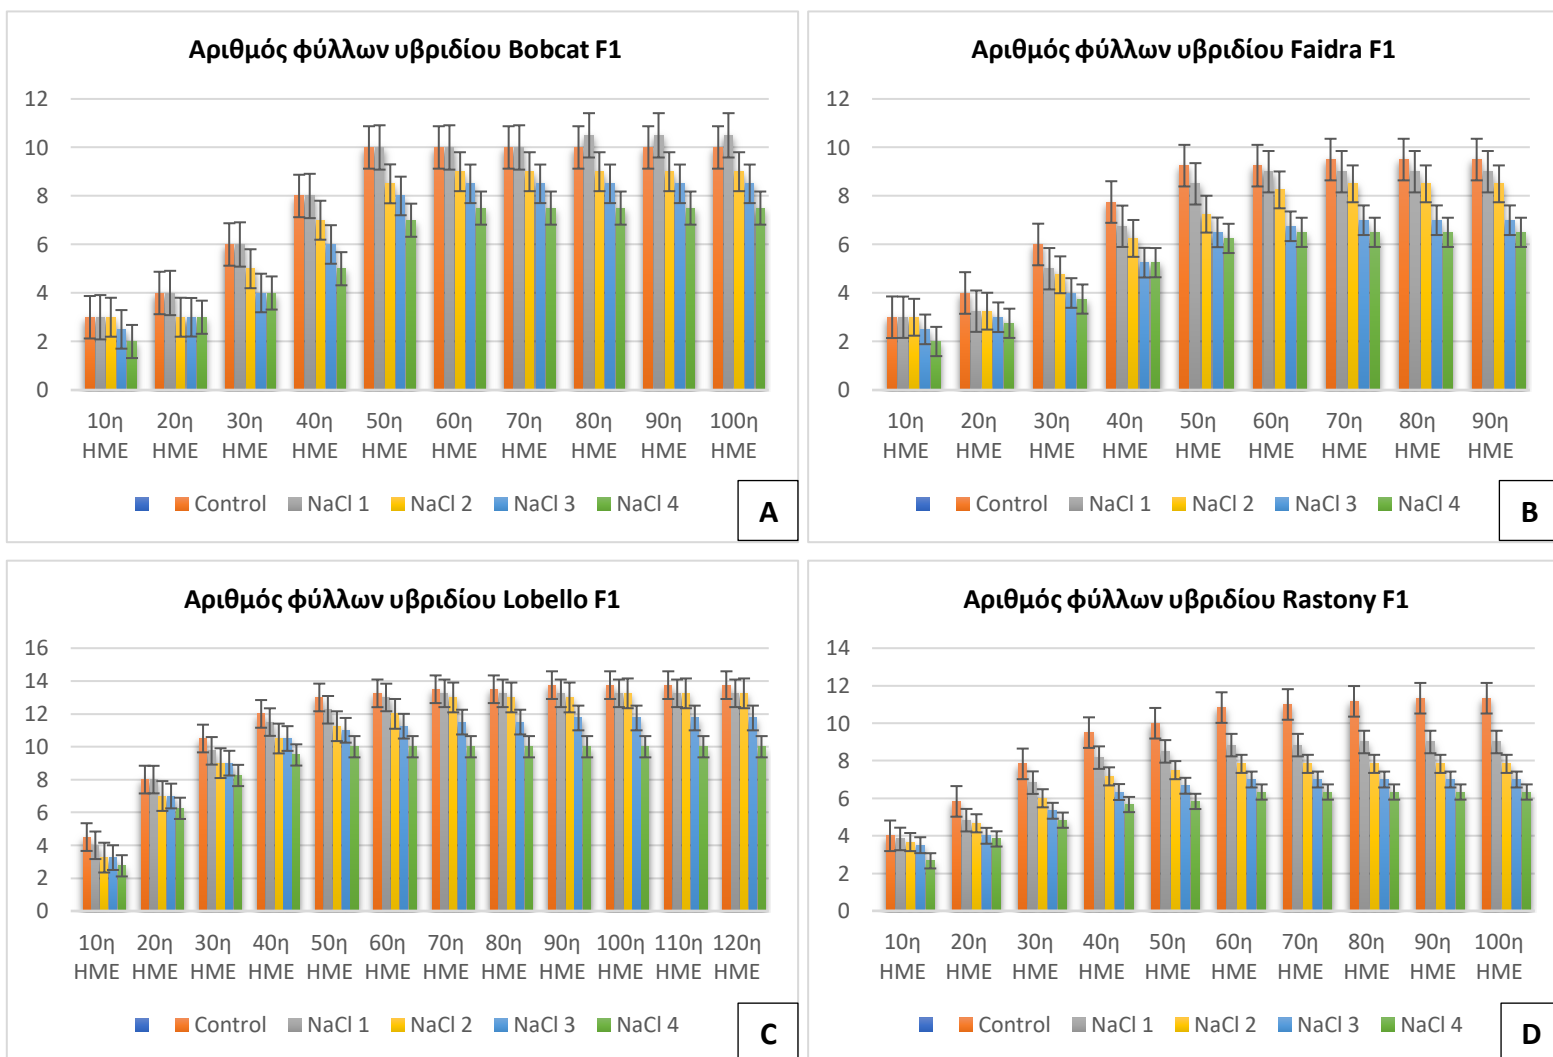 Αριθμός φύλλων υβριδίου Bobcat F1
12
10
8
6
4
2
0
10η ΗΜΕ
20η ΗΜΕ
30η ΗΜΕ
40η ΗΜΕ
50η ΗΜΕ
60η ΗΜΕ
70η ΗΜΕ
80η ΗΜΕ
90η ΗΜΕ
100η ΗΜΕ
Control NaCl 1 NaCl 2 NaCl 3 NaCl 4
A
Αριθμός φύλλων υβριδίου Faidra F1
12
10
8
6
4
2
0
10η ΗΜΕ
20η ΗΜΕ
30η ΗΜΕ
40η ΗΜΕ
50η ΗΜΕ
60η ΗΜΕ
70η ΗΜΕ
80η ΗΜΕ
90η ΗΜΕ
Control NaCl 1 NaCl 2 NaCl 3 NaCl 4
B
Αριθμός φύλλων υβριδίου Lobello F1
16
14
12
10
8
6
4
2
0
10η ΗΜΕ
20η ΗΜΕ
30η ΗΜΕ
40η ΗΜΕ
50η ΗΜΕ
60η ΗΜΕ
70η ΗΜΕ
80η ΗΜΕ
90η ΗΜΕ
100η ΗΜΕ
110η ΗΜΕ
120η ΗΜΕ
Control NaCl 1 NaCl 2 NaCl 3 NaCl 4
C
Αριθμός φύλλων υβριδίου Rastony F1
14
12
10
8
6
4
2
0
10η ΗΜΕ
20η ΗΜΕ
30η ΗΜΕ
40η ΗΜΕ
50η ΗΜΕ
60η ΗΜΕ
70η ΗΜΕ
80η ΗΜΕ
90η ΗΜΕ
100η ΗΜΕ
Control NaCl 1 NaCl 2 NaCl 3 NaCl 4
D